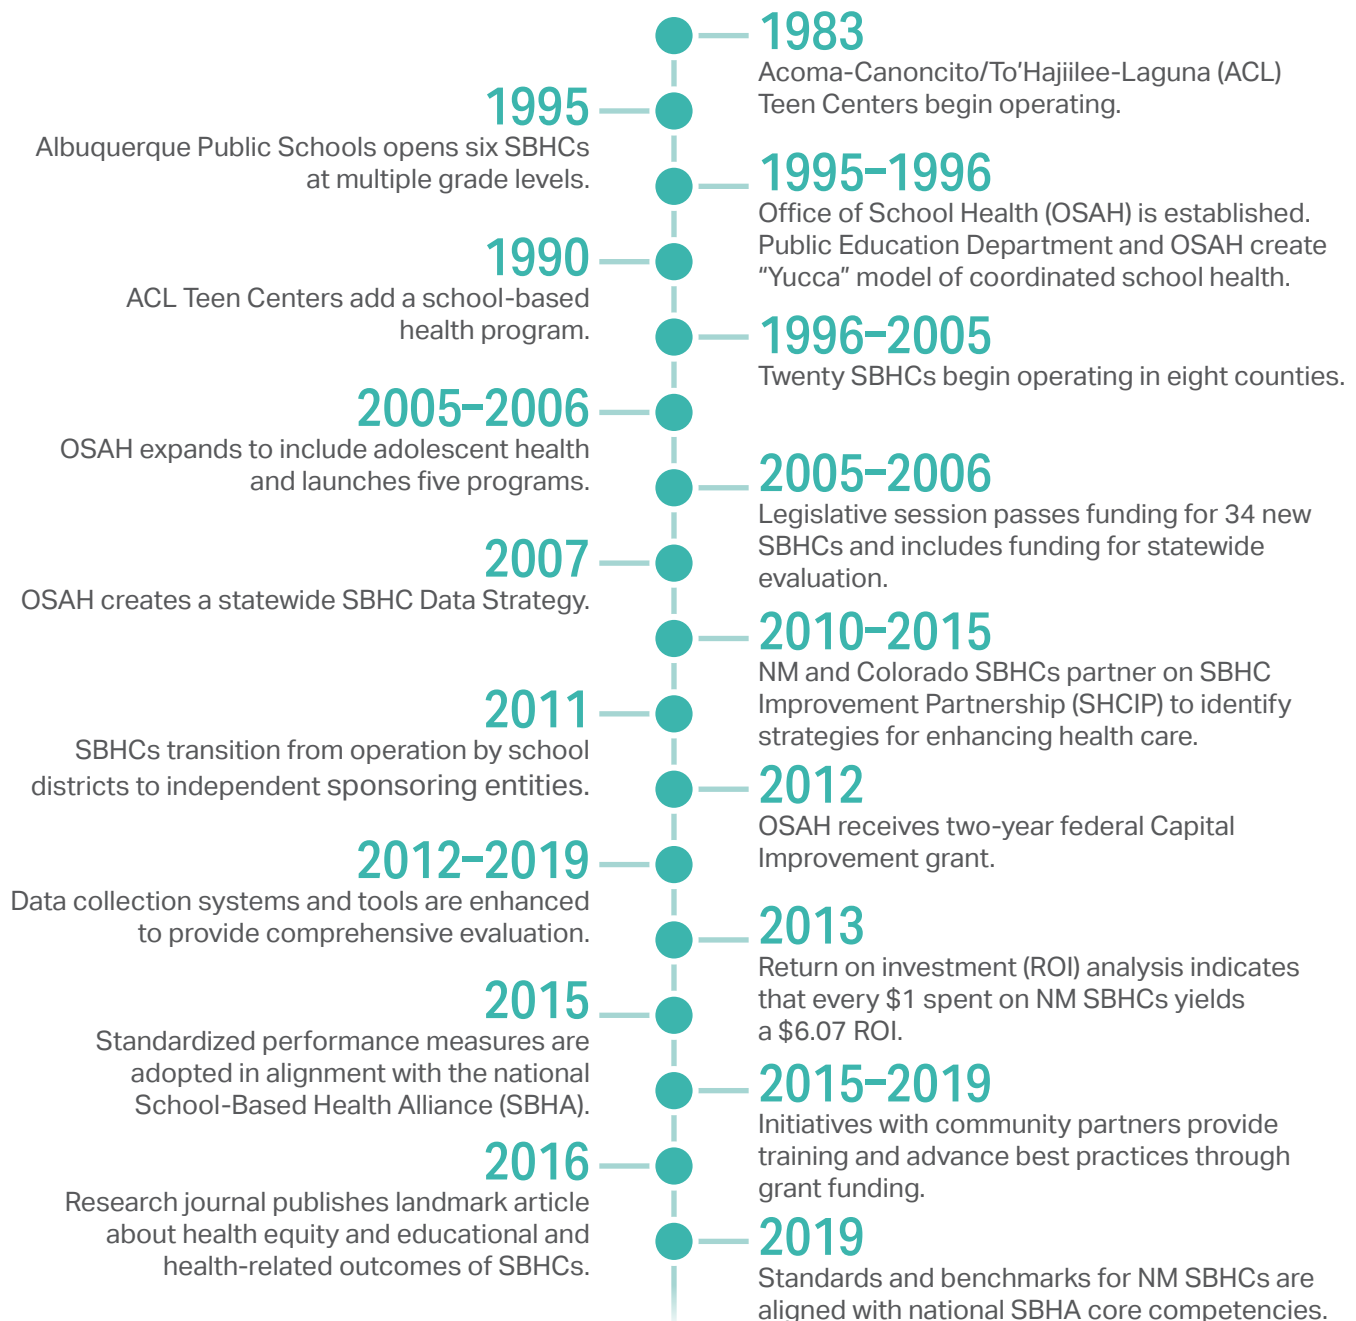 1983
Acoma-Canoncito/To’Hajiilee-Laguna (ACL)
Teen Centers begin operating.
1995
Albuquerque Public Schools opens six SBHCs
at multiple grade levels.
1995–1996
Office of School Health (OSAH) is established.
Public Education Department and OSAH create
“Yucca” model of coordinated school health.
1990
ACL Teen Centers add a school-based
health program.
1996–2005
Twenty SBHCs begin operating in eight counties.
2005–2006
OSAH expands to include adolescent health
and launches five programs.
2005–2006
Legislative session passes funding for 34 new
SBHCs and includes funding for statewide
evaluation.
2007
OSAH creates a statewide SBHC Data Strategy.
2010–2015
NM and Colorado SBHCs partner on SBHC
Improvement Partnership (SHCIP) to identify
strategies for enhancing health care.
2011
SBHCs transition from operation by school
districts to independent sponsoring entities.
2012
OSAH receives two-year federal Capital
Improvement grant.
2012–2019
Data collection systems and tools are enhanced
to provide comprehensive evaluation.
2013
Return on investment (ROI) analysis indicates
that every $1 spent on NM SBHCs yields
a $6.07 ROI.
2015
Standardized performance measures are
adopted in alignment with the national
School-Based Health Alliance (SBHA).
2015–2019
Initiatives with community partners provide
training and advance best practices through
grant funding.
2016
Research journal publishes landmark article
about health equity and educational and
health-related outcomes of SBHCs.
2019
Standards and benchmarks for NM SBHCs are
aligned with national SBHA core competencies.